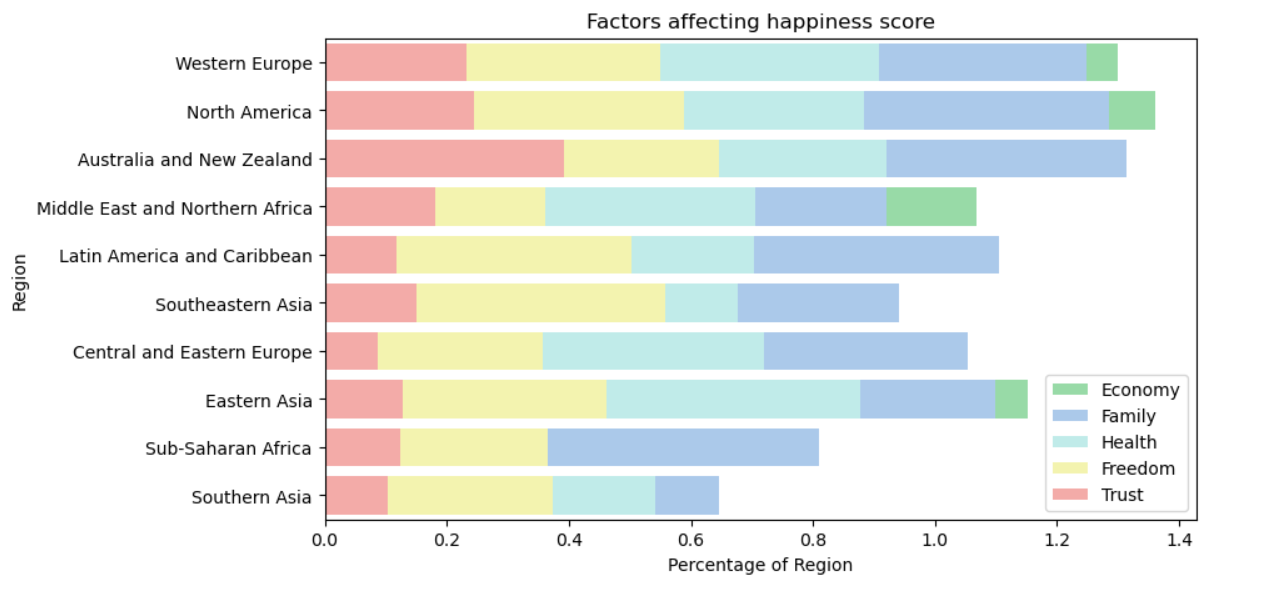 Factors affecting happiness score
Region
Western Europe
North America
Australia and New Zealand
Middle East and Northern Africa
Latin America and Caribbean
Southeastern Asia
Central and Eastern Europe
Eastern Asia
Sub-Saharan Africa
Southern Asia
Economy
Family
Health
Freedom
Trust
0.0 0.2 0.4 0.6 0.8 1.0 1.2 1.4
Percentage of Region